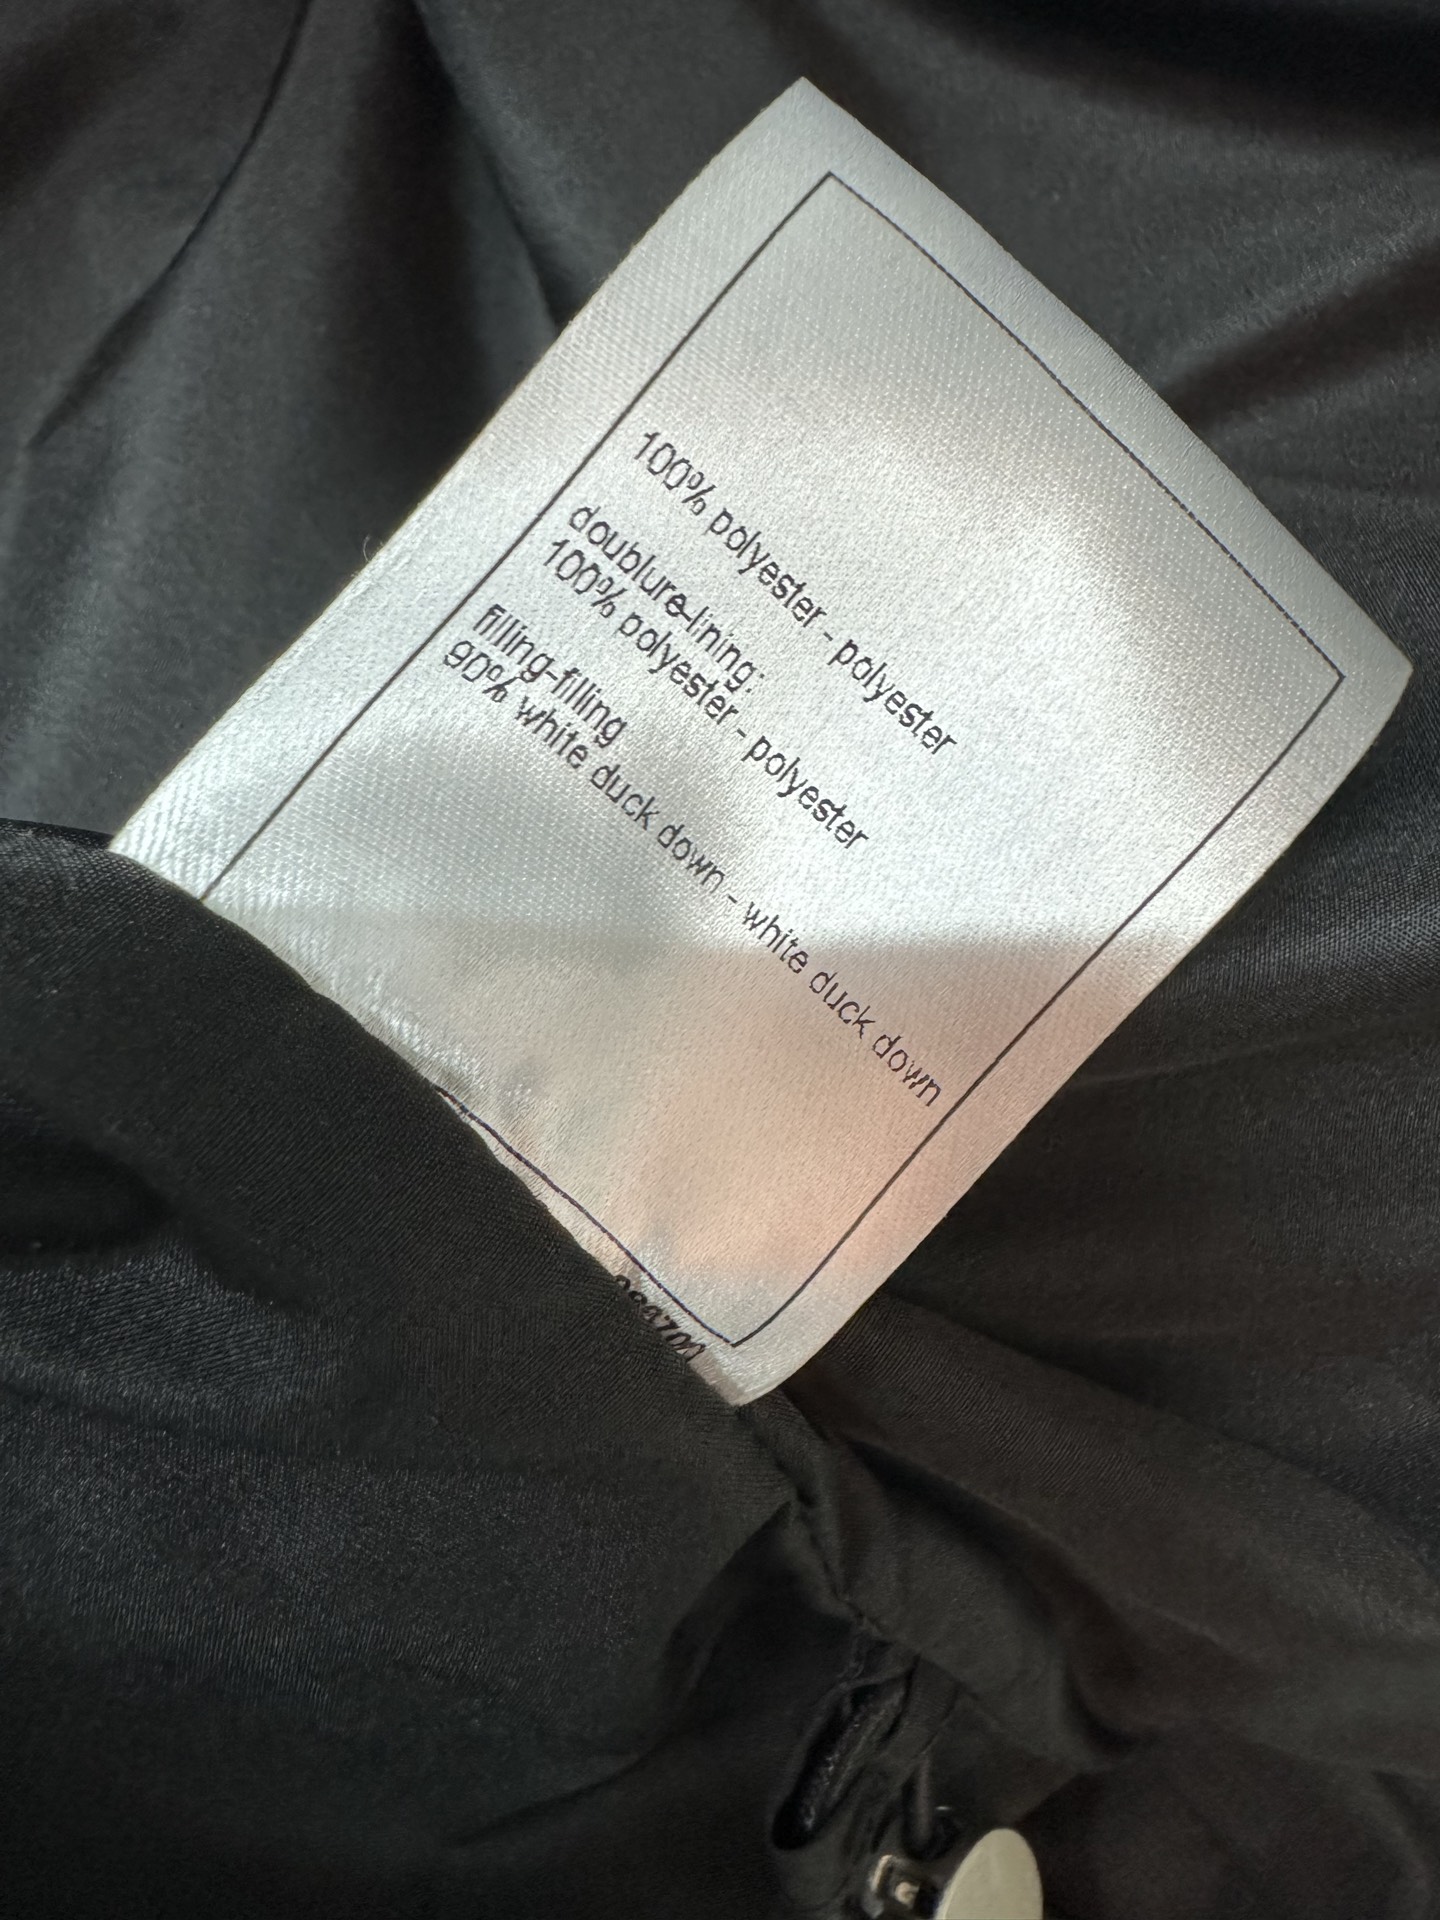 100% polyester - polyester
doublure-lining:
100% polyester - polyester
filling-filling
90% white duck down - white duck down